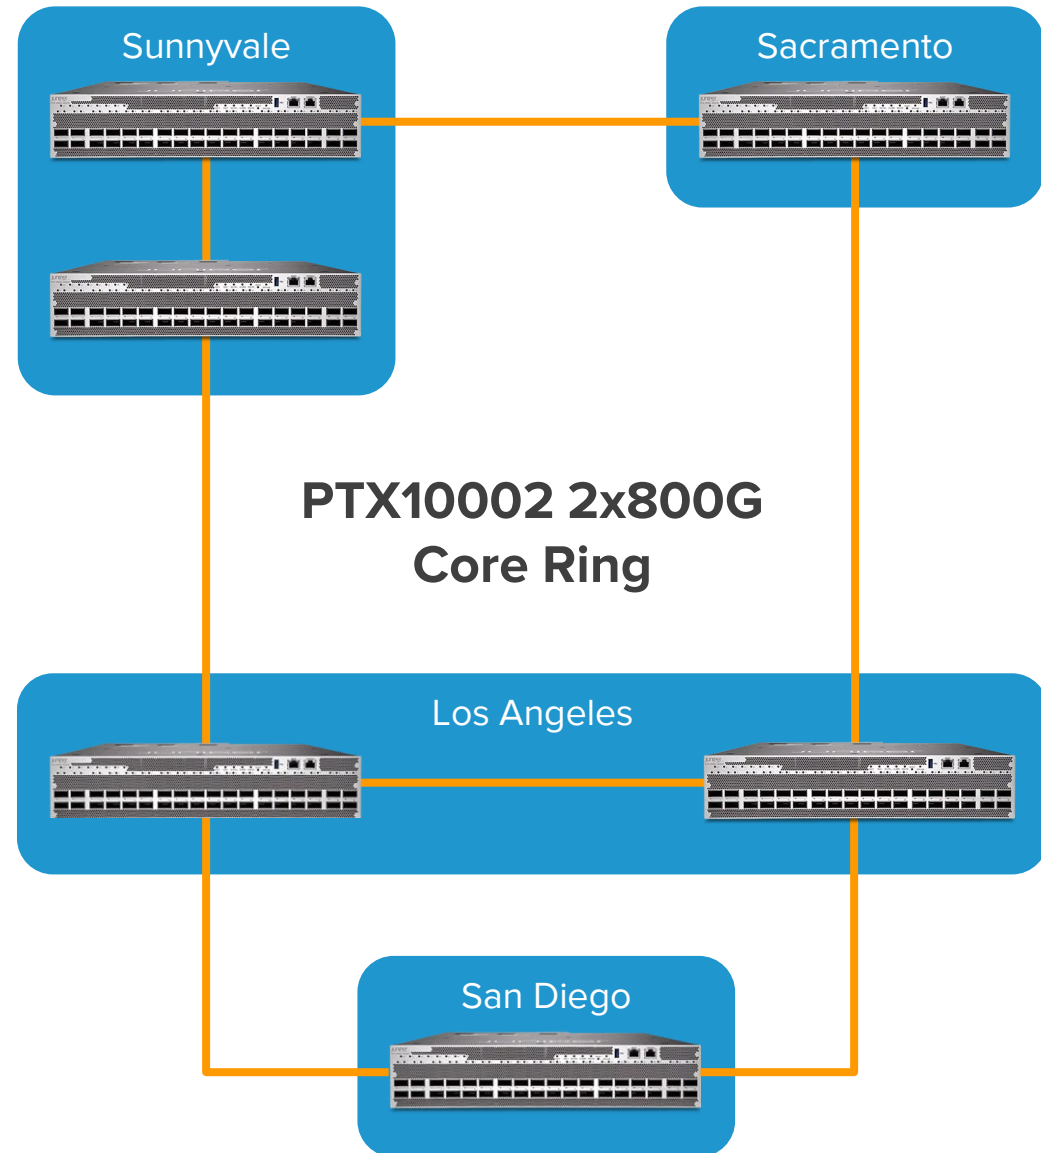 Sunnyvale
Sacramento
PTX10002 2x800G
Core Ring
Los Angeles
San Diego